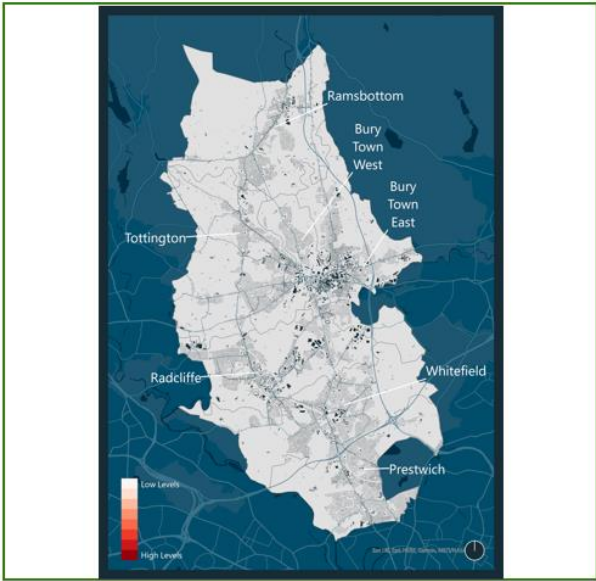 Ramsbottom
Bury
Town
West
Bury
Town
East
Tottington
Radcliffe
Whitefield
Prestwich
Low Levels
High Levels